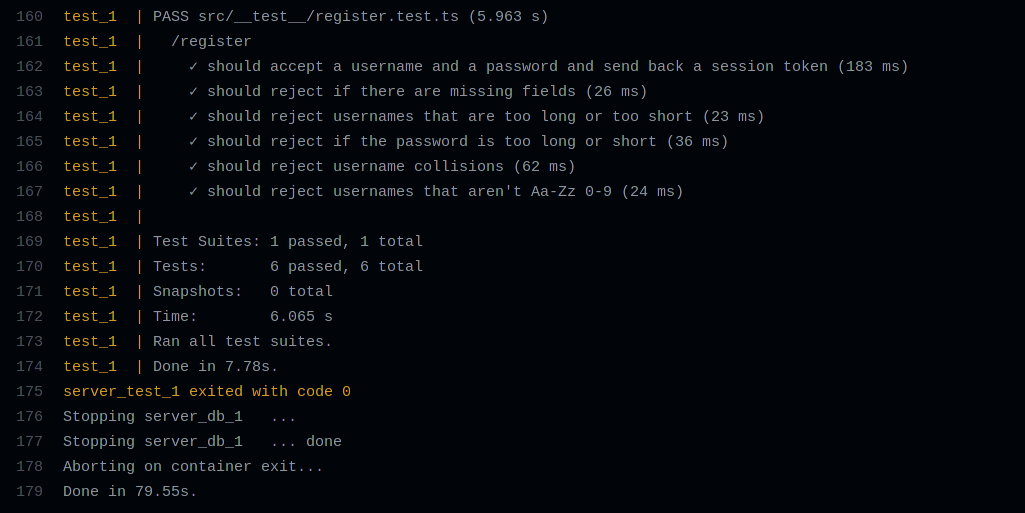 160 test_1  | PASS src/__test__/register.test.ts (5.963 s)
161 test_1  |   /register
162 test_1  |     ✓ should accept a username and a password and send back a session token (183 ms)
163 test_1  |     ✓ should reject if there are missing fields (26 ms)
164 test_1  |     ✓ should reject usernames that are too long or too short (23 ms)
165 test_1  |     ✓ should reject if the password is too long or short (36 ms)
166 test_1  |     ✓ should reject username collisions (62 ms)
167 test_1  |     ✓ should reject usernames that aren't Aa-Zz 0-9 (24 ms)
168 test_1  |
169 test_1  | Test Suites: 1 passed, 1 total
170 test_1  | Tests:       6 passed, 6 total
171 test_1  | Snapshots:   0 total
172 test_1  | Time:        6.065 s
173 test_1  | Ran all test suites.
174 test_1  | Done in 7.78s.
175 server_test_1 exited with code 0
176 Stopping server_db_1   ...
177 Stopping server_db_1   ... done
178 Aborting on container exit...
179 Done in 79.55s.